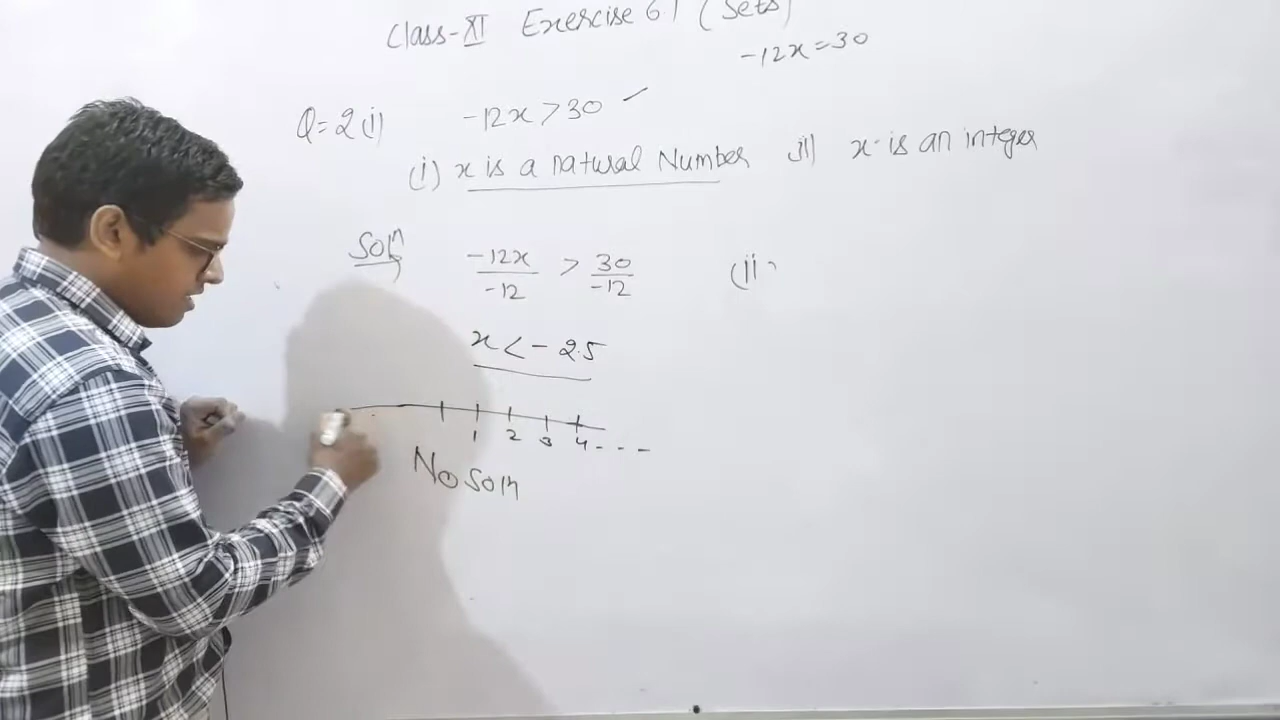 Class-XI Exercise 6.1 (Sets)
-12x=30
Q=2(i) -12x>30 ✓
(i) x is a natural Number ii) x is an integer
Soln -12x/-12 > 30/-12 (ii)
x<-2.5
1 2 3 4 - - -
No Soln